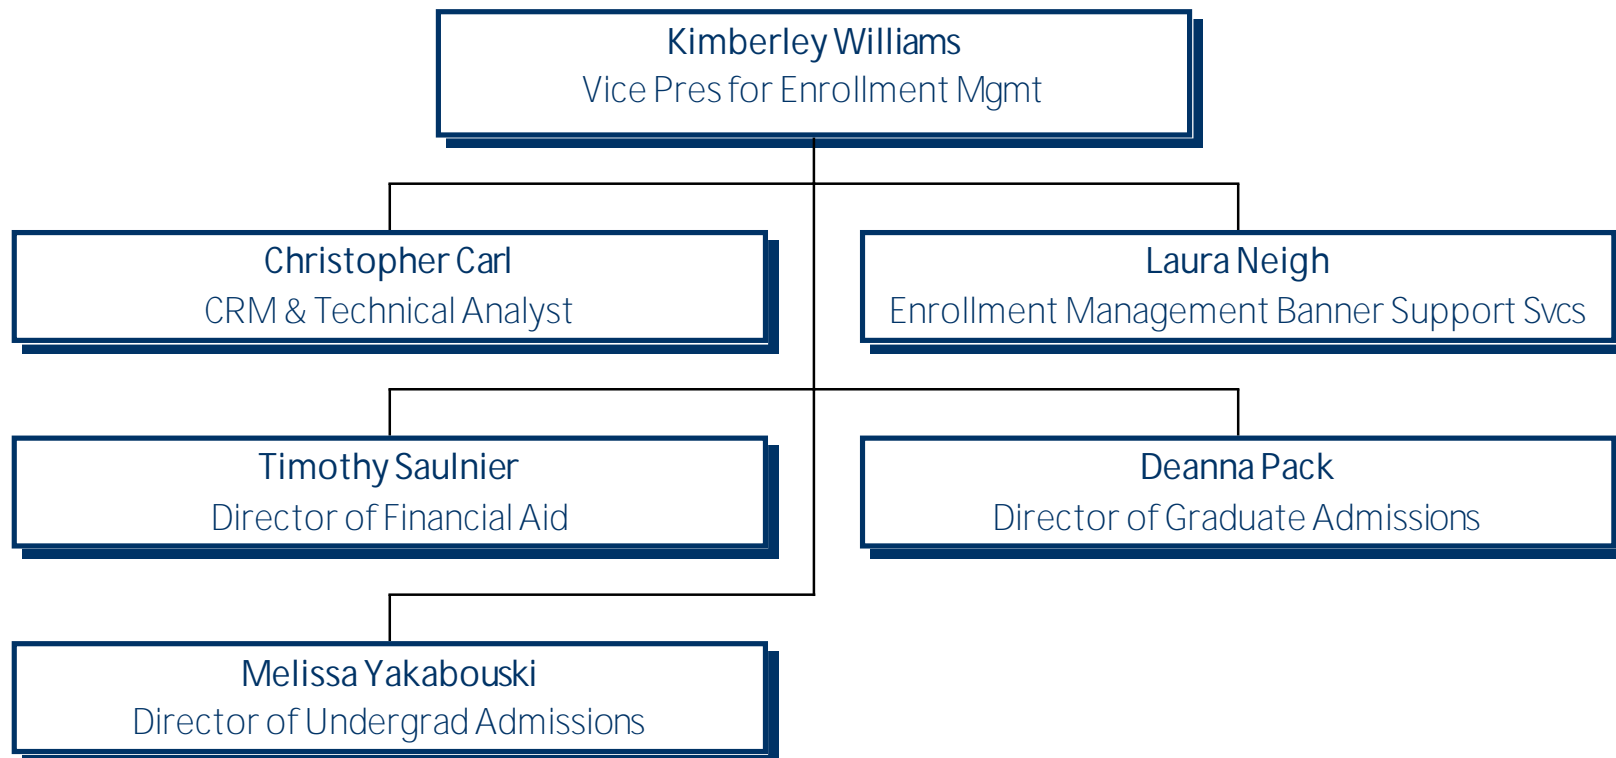 Kimberley Williams
Vice Pres for Enrollment Mgmt
Christopher Carl
CRM & Technical Analyst
Laura Neigh
Enrollment Management Banner Support Svcs
Timothy Saulnier
Director of Financial Aid
Deanna Pack
Director of Graduate Admissions
Melissa Yakabouski
Director of Undergrad Admissions